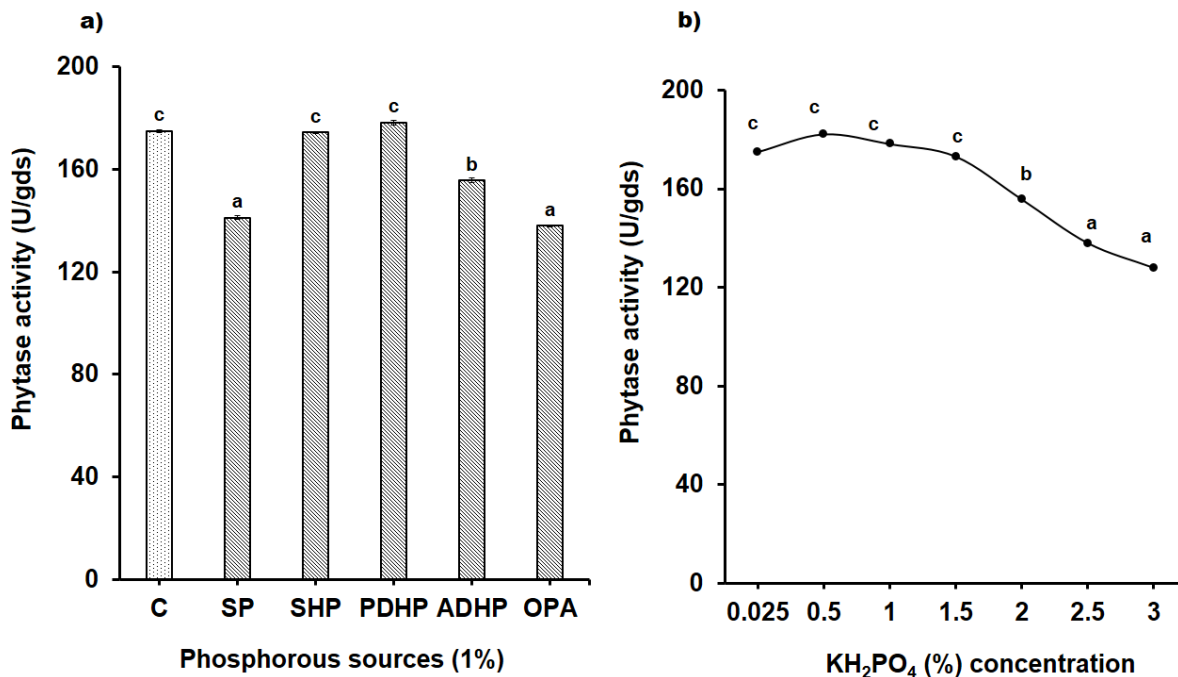 a)
Phytase activity (U/gds)
200
160
120
80
40
0
c
a
c
c
b
a
C SP SHP PDHP ADHP OPA
Phosphorous sources (1%)
b)
Phytase activity (U/gds)
200
160
120
80
40
0
c
c
c
c
b
a
a
0.025 0.5 1 1.5 2 2.5 3
KH₂PO₄ (%) concentration